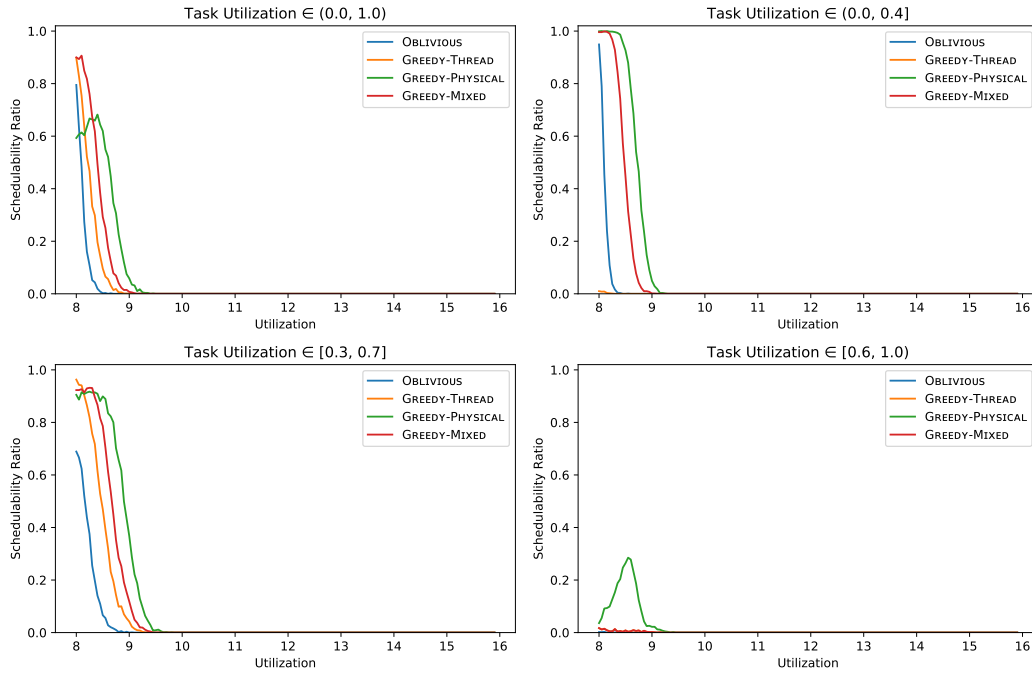 Task Utilization ∈ (0.0, 1.0)
Schedulability Ratio
1.0
0.8
0.6
0.4
0.2
0.0
Oblivious
Greedy-Thread
Greedy-Physical
Greedy-Mixed
8 9 10 11 12 13 14 15 16
Utilization
Task Utilization ∈ (0.0, 0.4]
Schedulability Ratio
1.0
0.8
0.6
0.4
0.2
0.0
Oblivious
Greedy-Thread
Greedy-Physical
Greedy-Mixed
8 9 10 11 12 13 14 15 16
Utilization
Task Utilization ∈ [0.3, 0.7]
Schedulability Ratio
1.0
0.8
0.6
0.4
0.2
0.0
Oblivious
Greedy-Thread
Greedy-Physical
Greedy-Mixed
8 9 10 11 12 13 14 15 16
Utilization
Task Utilization ∈ [0.6, 1.0)
Schedulability Ratio
1.0
0.8
0.6
0.4
0.2
0.0
Oblivious
Greedy-Thread
Greedy-Physical
Greedy-Mixed
8 9 10 11 12 13 14 15 16
Utilization